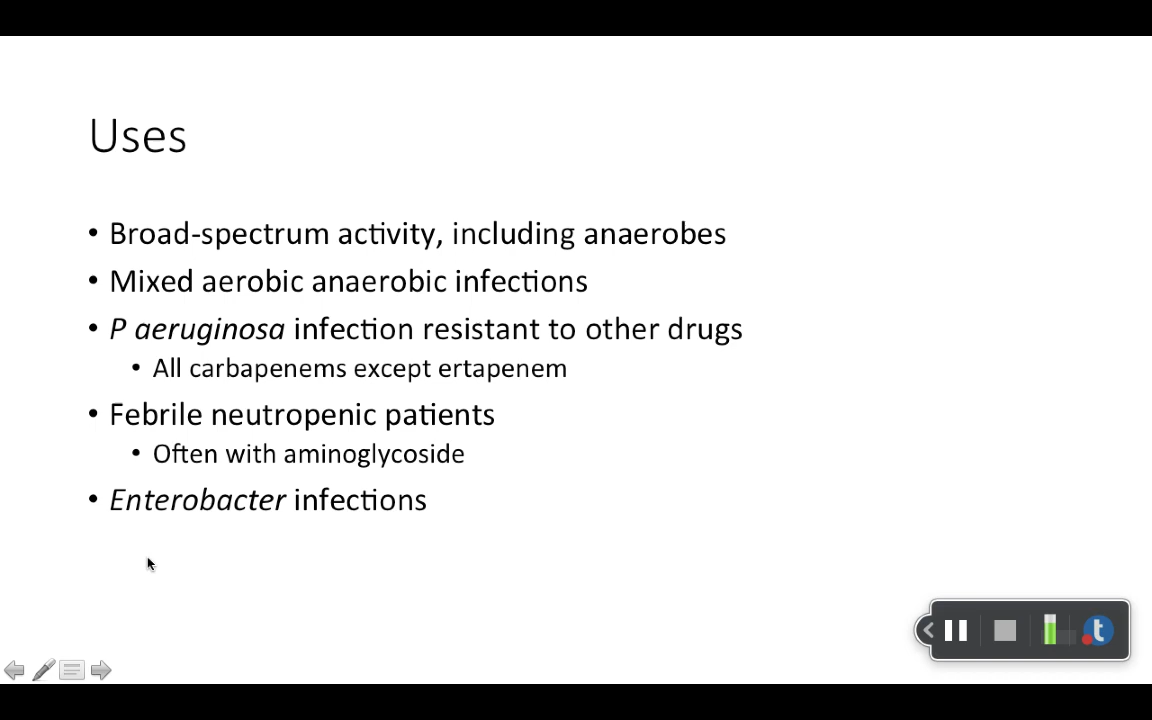 Uses
• Broad-spectrum activity, including anaerobes
• Mixed aerobic anaerobic infections
• P aeruginosa infection resistant to other drugs
• All carbapenems except ertapenem
• Febrile neutropenic patients
• Often with aminoglycoside
• Enterobacter infections
t